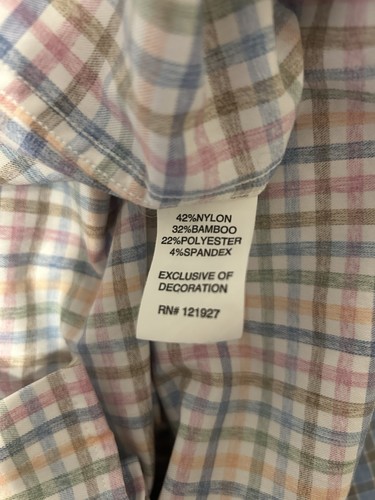 42%NYLON
32%BAMBOO
22%POLYESTER
4%SPANDEX
EXCLUSIVE OF
DECORATION
RN# 121927